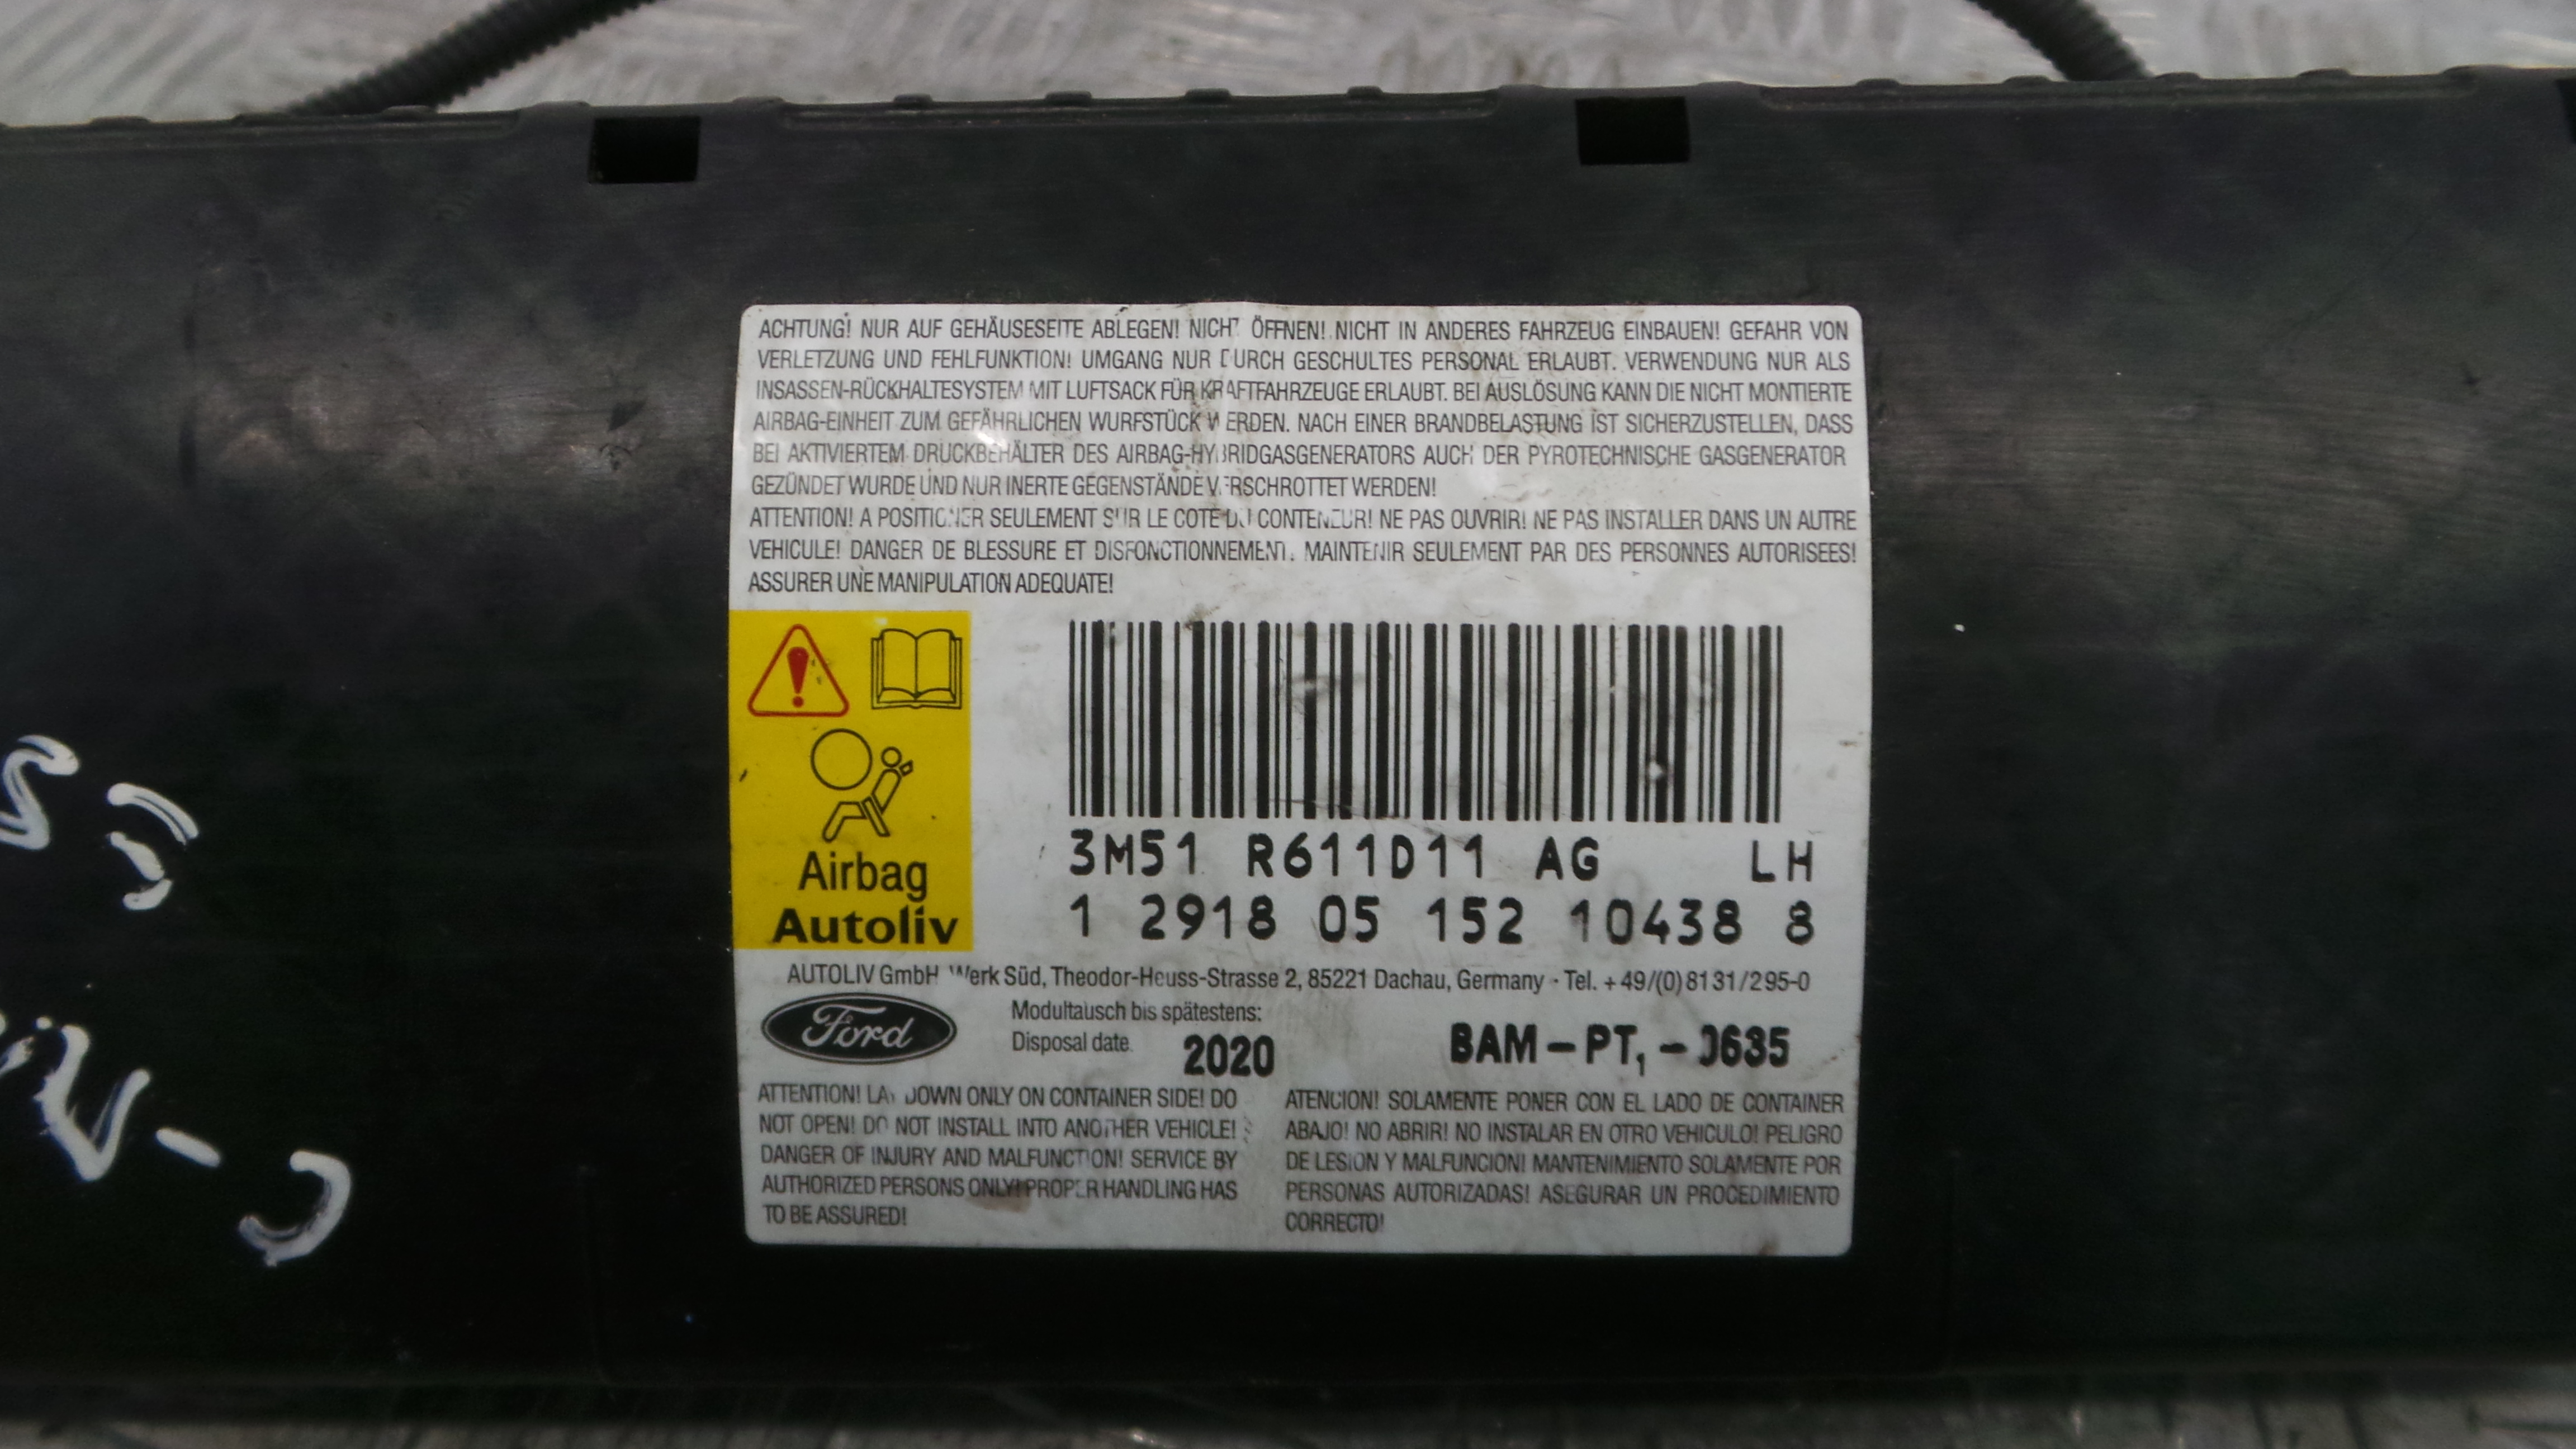 ACHTUNG! NUR AUF GEHÄUSESEITE ABLEGEN! NICHT ÖFFNEN! NICHT IN ANDERES FAHRZEUG EINBAUEN! GEFAHR VON
VERLETZUNG UND FEHLFUNKTION! UMGANG NUR DURCH GESCHULTES PERSONAL ERLAUBT. VERWENDUNG NUR ALS
INSASSEN-RÜCKHALTESYSTEM MIT LUFTSACK FÜR KRAFTFAHRZEUGE ERLAUBT. BEI AUSLÖSUNG KANN DIE NICHT MONTIERTE
AIRBAG-EINHEIT ZUM GEFÄHRLICHEN WURFSTÜCK WERDEN. NACH EINER BRANDBELASTUNG IST SICHERZUSTELLEN, DASS
BEI AKTIVIERTEM DRUCKBEHÄLTER DES AIRBAG-HYBRIDGASGENERATORS AUCH DER PYROTECHNISCHE GASGENERATOR
GEZÜNDET WURDE UND NUR INERTE GEGENSTÄNDE VERSCHROTTET WERDEN!
ATTENTION! A POSITIONER SEULEMENT SUR LE COTE DU CONTENEUR! NE PAS OUVRIR! NE PAS INSTALLER DANS UN AUTRE
VEHICULE! DANGER DE BLESSURE ET DISFONCTIONNEMENT. MAINTENIR SEULEMENT PAR DES PERSONNES AUTORISEES!
ASSURER UNE MANIPULATION ADEQUATE!
Airbag
Autoliv
3M51 R611D11 AG LH
1 2918 05 152 10438 8
AUTOLIV GmbH Werk Süd, Theodor-Heuss-Strasse 2, 85221 Dachau, Germany · Tel. +49/(0)8131/295-0
Ford
Modultausch bis spätestens:
Disposal date.
2020
BAM-PT,-0635
ATTENTION! LAY DOWN ONLY ON CONTAINER SIDE! DO
NOT OPEN! DO NOT INSTALL INTO ANOTHER VEHICLE!
DANGER OF INJURY AND MALFUNCTION! SERVICE BY
AUTHORIZED PERSONS ONLY! PROPER HANDLING HAS
TO BE ASSURED!
ATENCION! SOLAMENTE PONER CON EL LADO DE CONTAINER
ABAJO! NO ABRIR! NO INSTALAR EN OTRO VEHICULO! PELIGRO
DE LESION Y MALFUNCION! MANTENIMIENTO SOLAMENTE POR
PERSONAS AUTORIZADAS! ASEGURAR UN PROCEDIMIENTO
CORRECTO!